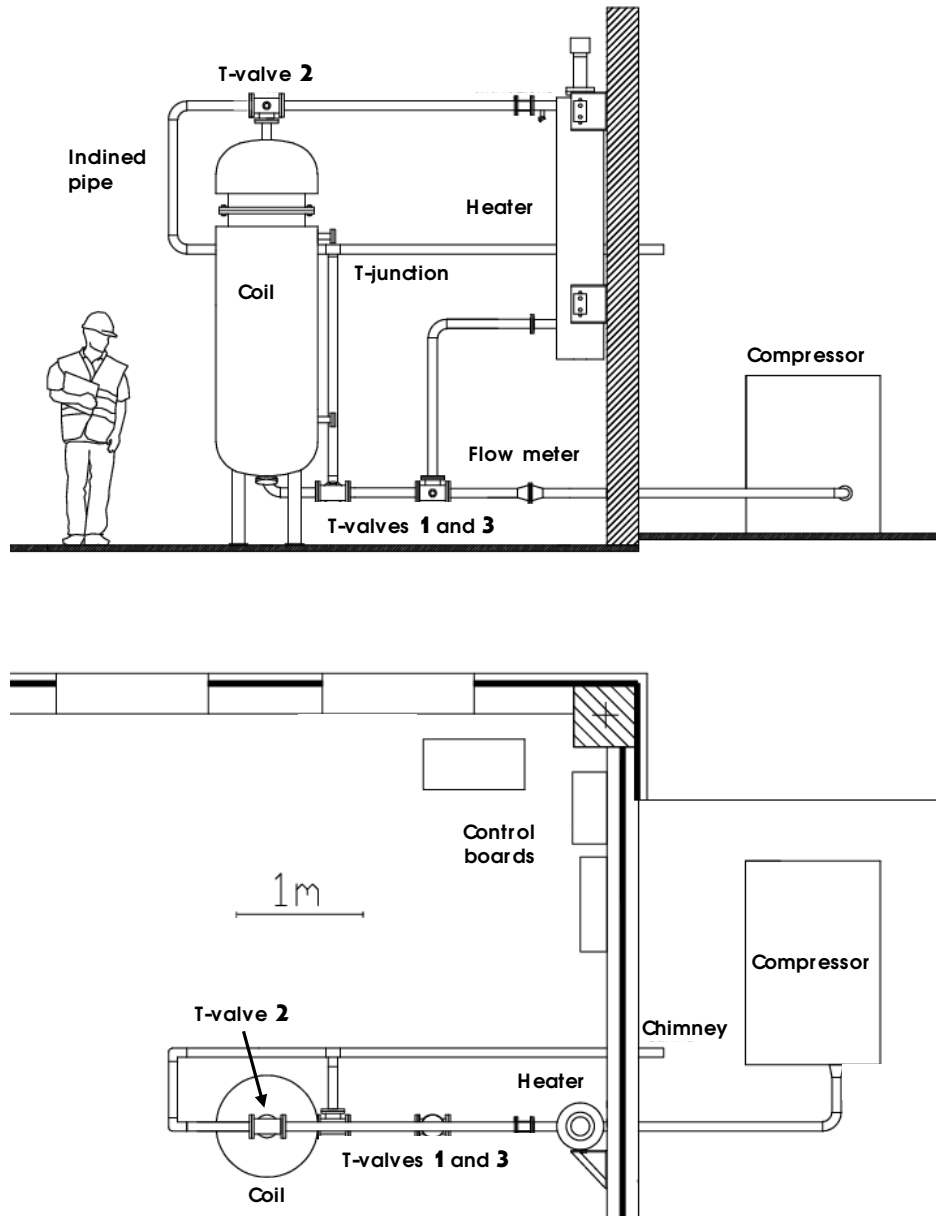 T-valve 2
Inclined
pipe
Heater
T-junction
Coil
Compressor
Flow meter
T-valves 1 and 3
Control
boards
1m
Compressor
T-valve 2
Chimney
Heater
T-valves 1 and 3
Coil